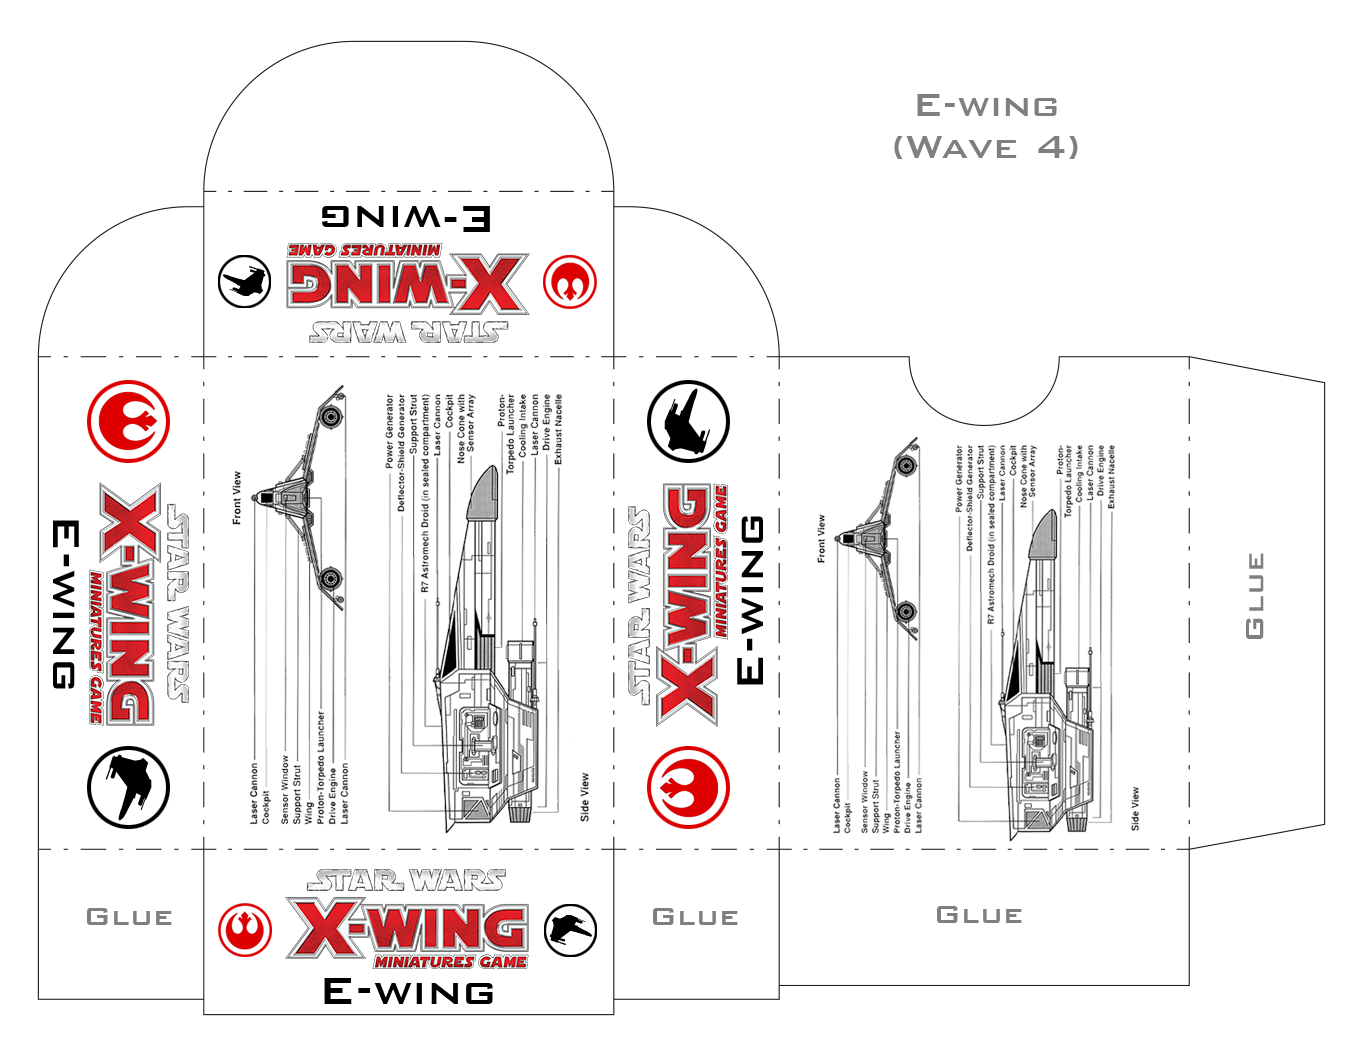 E-wing
(Wave 4)
E-wing
MINIATURES GAME
X-WING
STAR WARS
STAR WARS
X-WING
MINIATURES GAME
E-wing
Front View
Laser Cannon
Cockpit
Sensor Window
Support Strut
Wing
Proton-Torpedo Launcher
Drive Engine
Laser Cannon
Power Generator
Deflector-Shield Generator
Support Strut
R7 Astromech Droid (in sealed compartment)
Laser Cannon
Cockpit
Nose Cone with
Sensor Array
Proton-
Torpedo Launcher
Cooling Intake
Laser Cannon
Drive Engine
Exhaust Nacelle
Side View
STAR WARS
X-WING
MINIATURES GAME
E-wing
Front View
Laser Cannon
Cockpit
Sensor Window
Support Strut
Wing
Proton-Torpedo Launcher
Drive Engine
Laser Cannon
Power Generator
Deflector-Shield Generator
Support Strut
R7 Astromech Droid (in sealed compartment)
Laser Cannon
Cockpit
Nose Cone with
Sensor Array
Proton-
Torpedo Launcher
Cooling Intake
Laser Cannon
Drive Engine
Exhaust Nacelle
Side View
Glue
Glue
STAR WARS
X-WING
MINIATURES GAME
E-wing
Glue
Glue